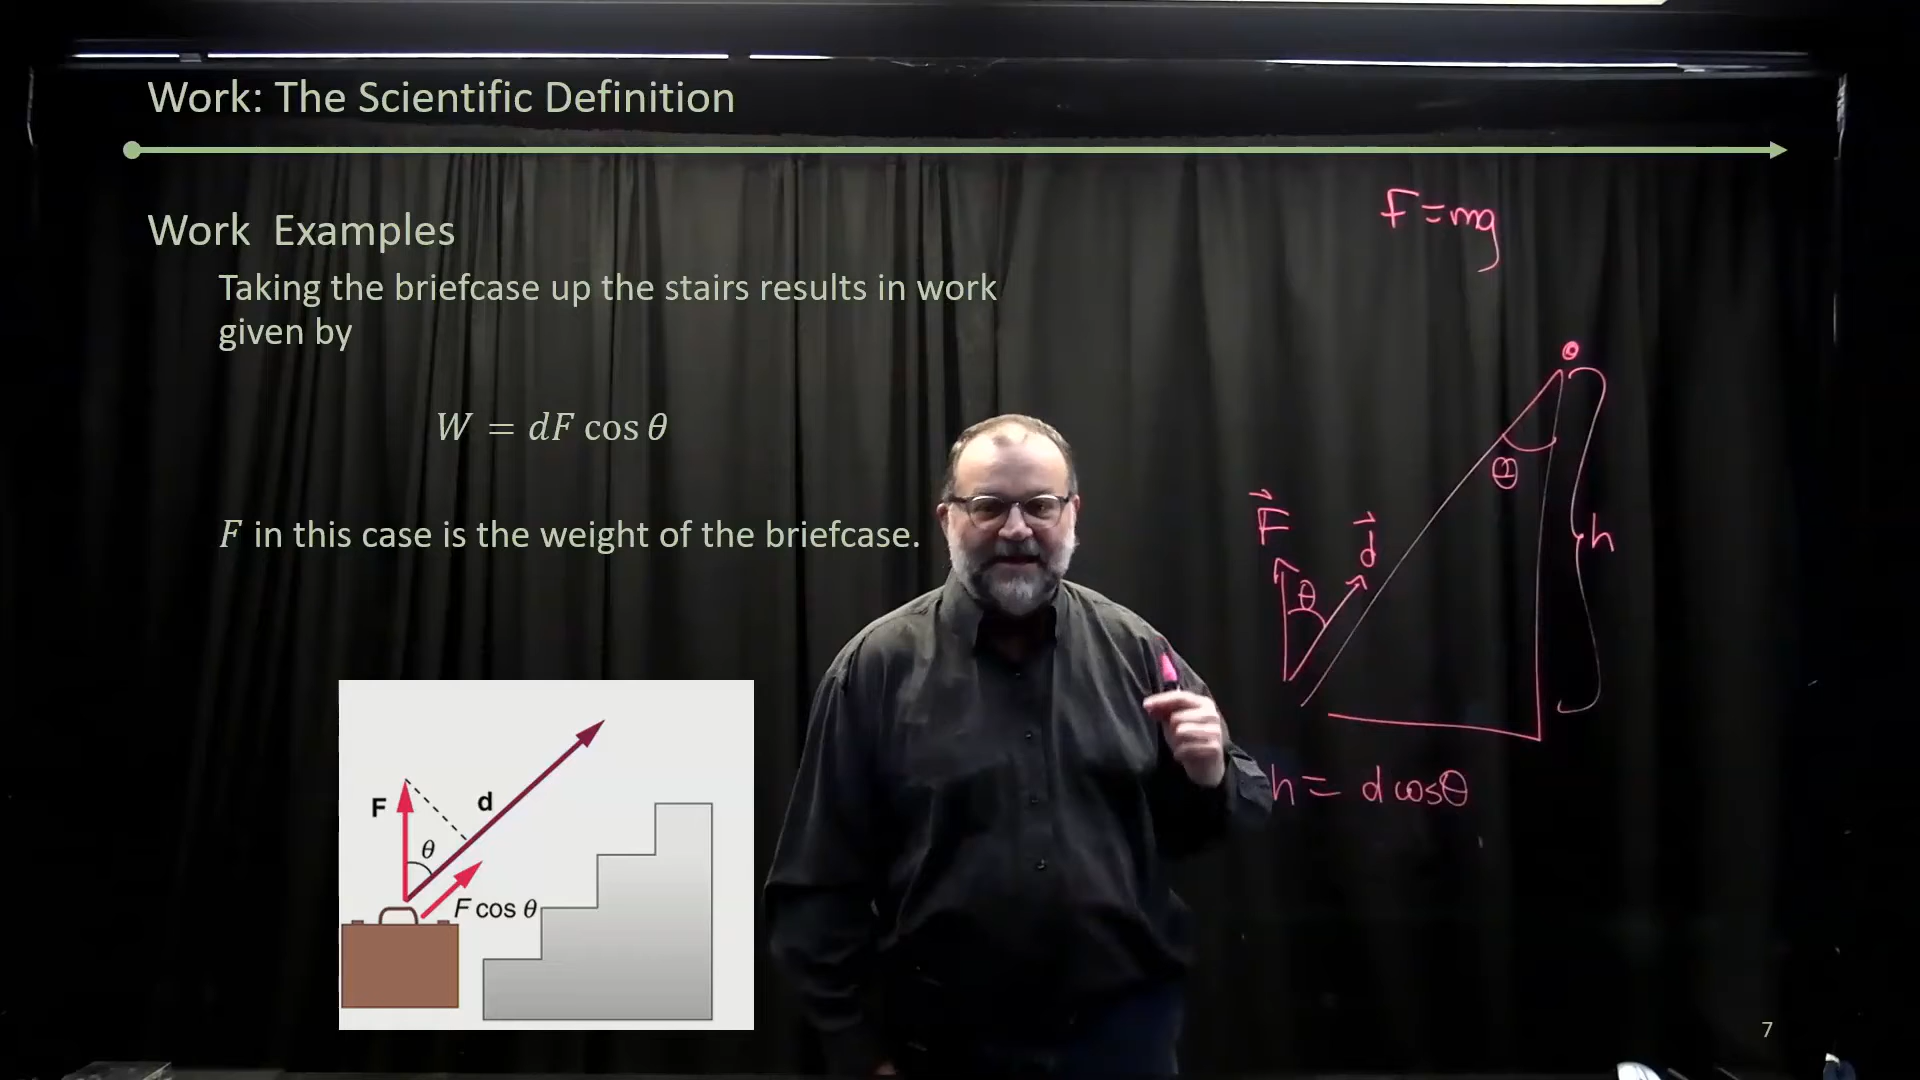 Work: The Scientific Definition
Work Examples
Taking the briefcase up the stairs results in work
given by
W = dF cos θ
F in this case is the weight of the briefcase.
F
d
θ
F cos θ
F = mg
θ
h
F⃗
d⃗
θ
h = d cosθ
7